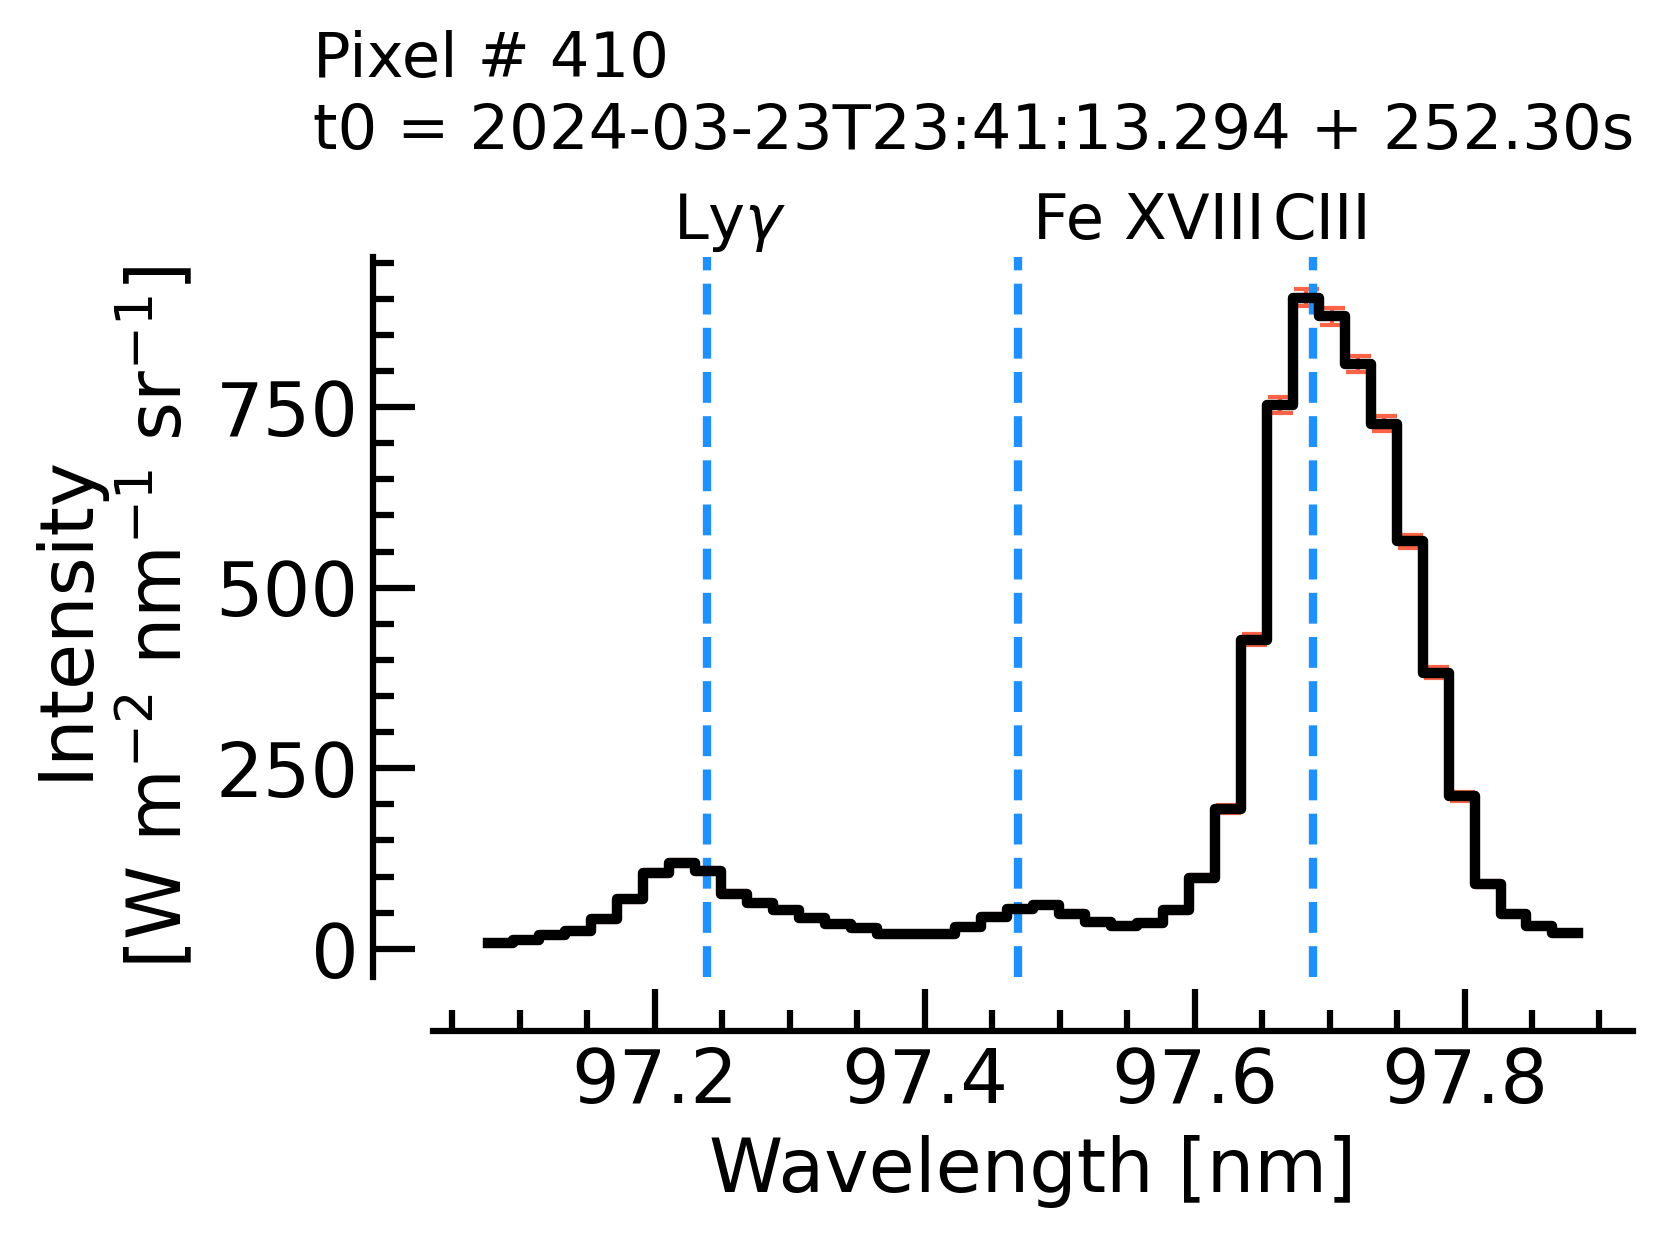 Pixel # 410
t0 = 2024-03-23T23:41:13.294 + 252.30s
Lyγ Fe XVIII CIII
Intensity
[W m⁻² nm⁻¹ sr⁻¹]
750
500
250
0
97.2 97.4 97.6 97.8
Wavelength [nm]